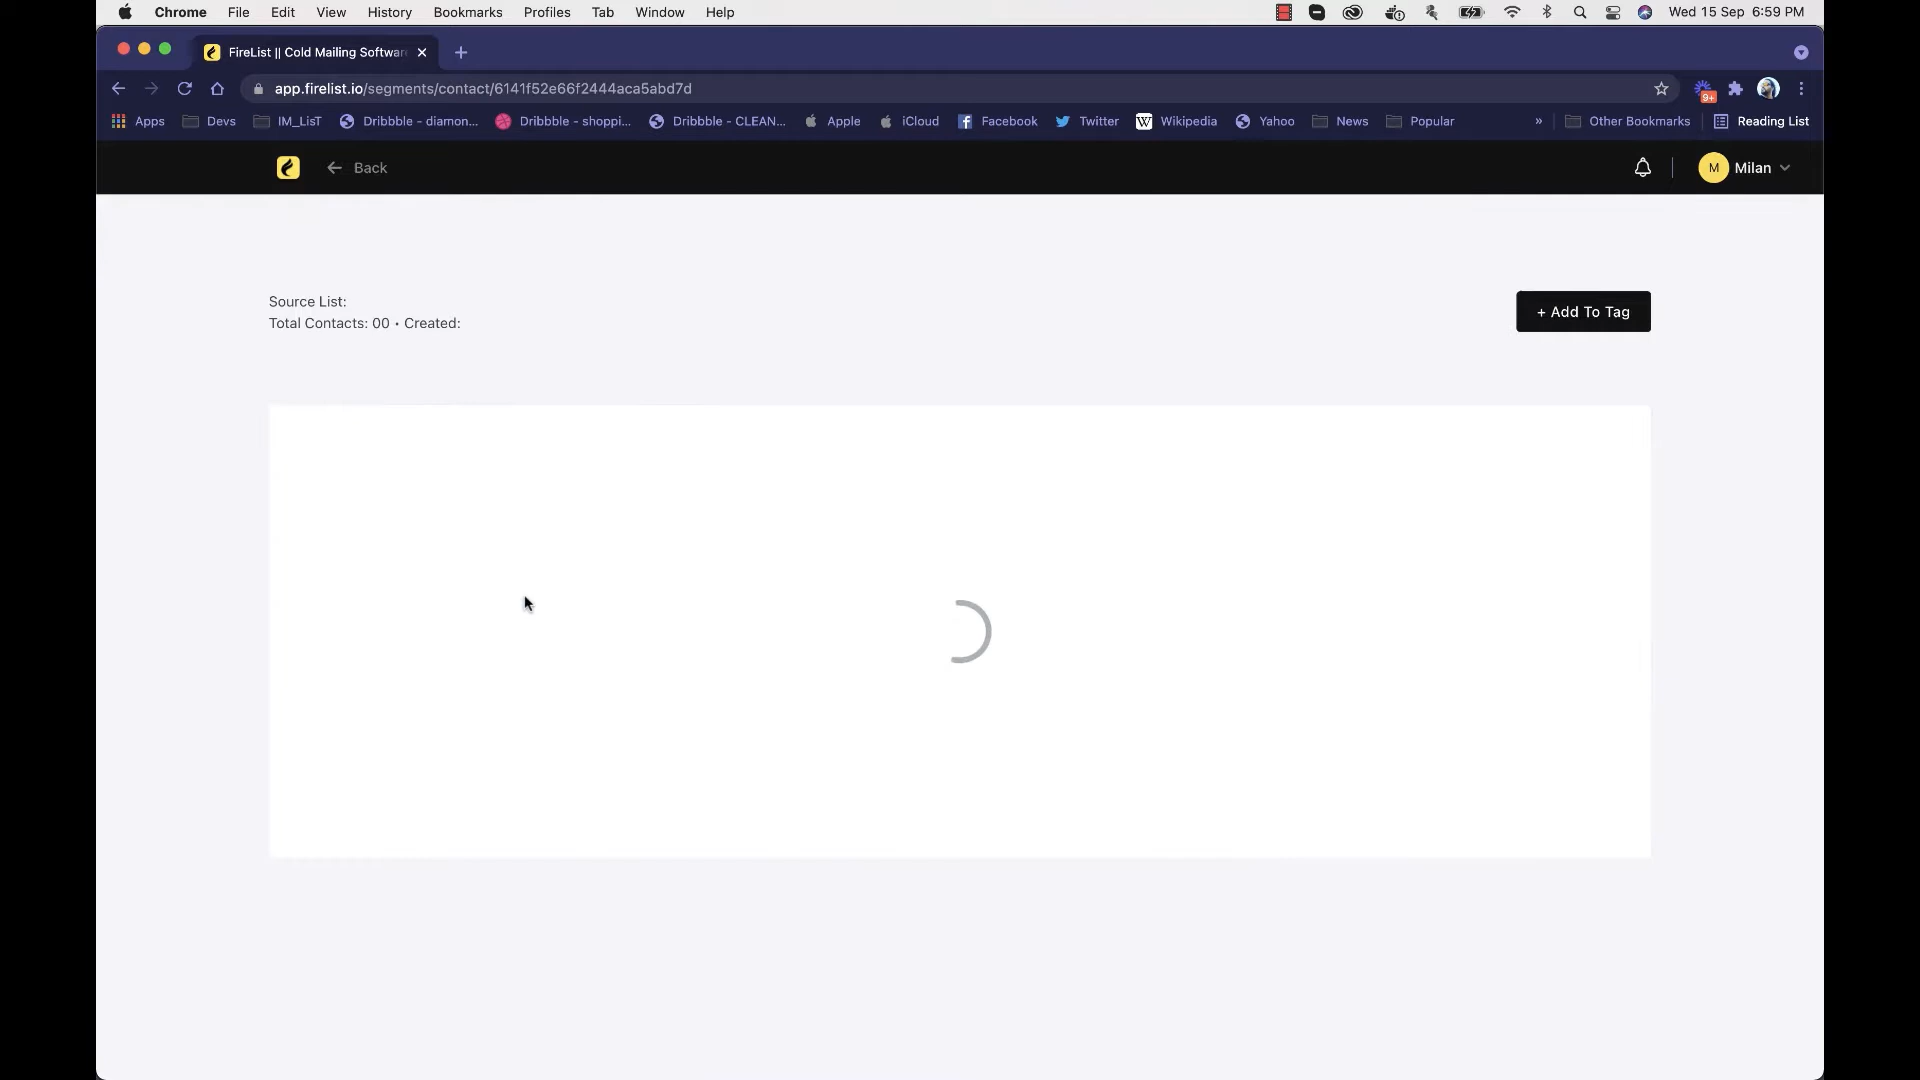 Chrome File Edit View History Bookmarks Profiles Tab Window Help Wed 15 Sep 6:59 PM
FireList || Cold Mailing Softwar
app.firelist.io/segments/contact/6141f52e66f2444aca5abd7d 9+
Apps Devs IM_LisT Dribbble - diamon... Dribbble - shoppi... Dribbble - CLEAN... Apple iCloud Facebook Twitter W Wikipedia Yahoo News Popular » Other Bookmarks Reading List
Back M Milan
Source List:
Total Contacts: 00 • Created:
+ Add To Tag